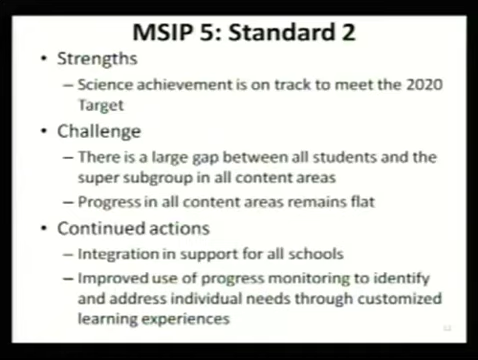 MSIP 5: Standard 2
• Strengths
– Science achievement is on track to meet the 2020
Target
• Challenge
– There is a large gap between all students and the
super subgroup in all content areas
– Progress in all content areas remains flat
• Continued actions
– Integration in support for all schools
– Improved use of progress monitoring to identify
and address individual needs through customized
learning experiences